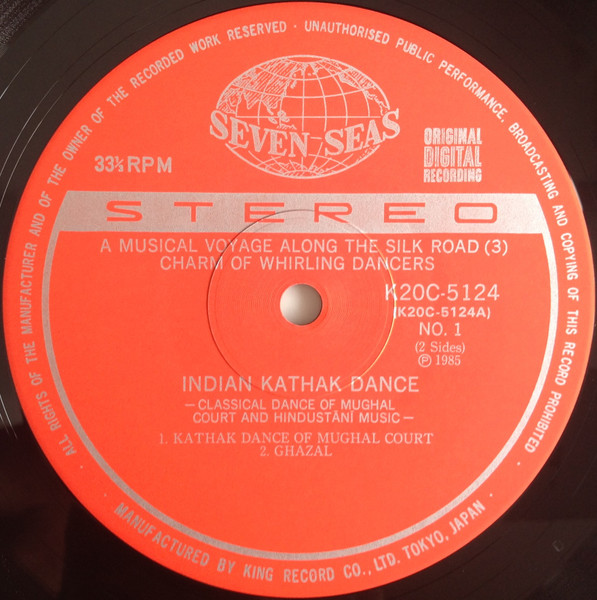 ALL RIGHTS OF THE MANUFACTURER AND OF THE OWNER OF THE RECORDED WORK RESERVED · UNAUTHORISED PUBLIC PERFORMANCE, BROADCASTING AND COPYING OF THIS RECORD PROHIBITED
SEVEN SEAS
33⅓ RPM
ORIGINAL
DIGITAL
RECORDING
STEREO
A MUSICAL VOYAGE ALONG THE SILK ROAD (3)
CHARM OF WHIRLING DANCERS
K20C-5124
(K20C-5124A)
NO. 1
(2 Sides)
℗ 1985
INDIAN KATHAK DANCE
—CLASSICAL DANCE OF MUGHAL
COURT AND HINDUSTĀNĪ MUSIC—
1. KATHAK DANCE OF MUGHAL COURT
2. GHAZAL
· MANUFACTURED BY KING RECORD CO., LTD. TOKYO, JAPAN ·